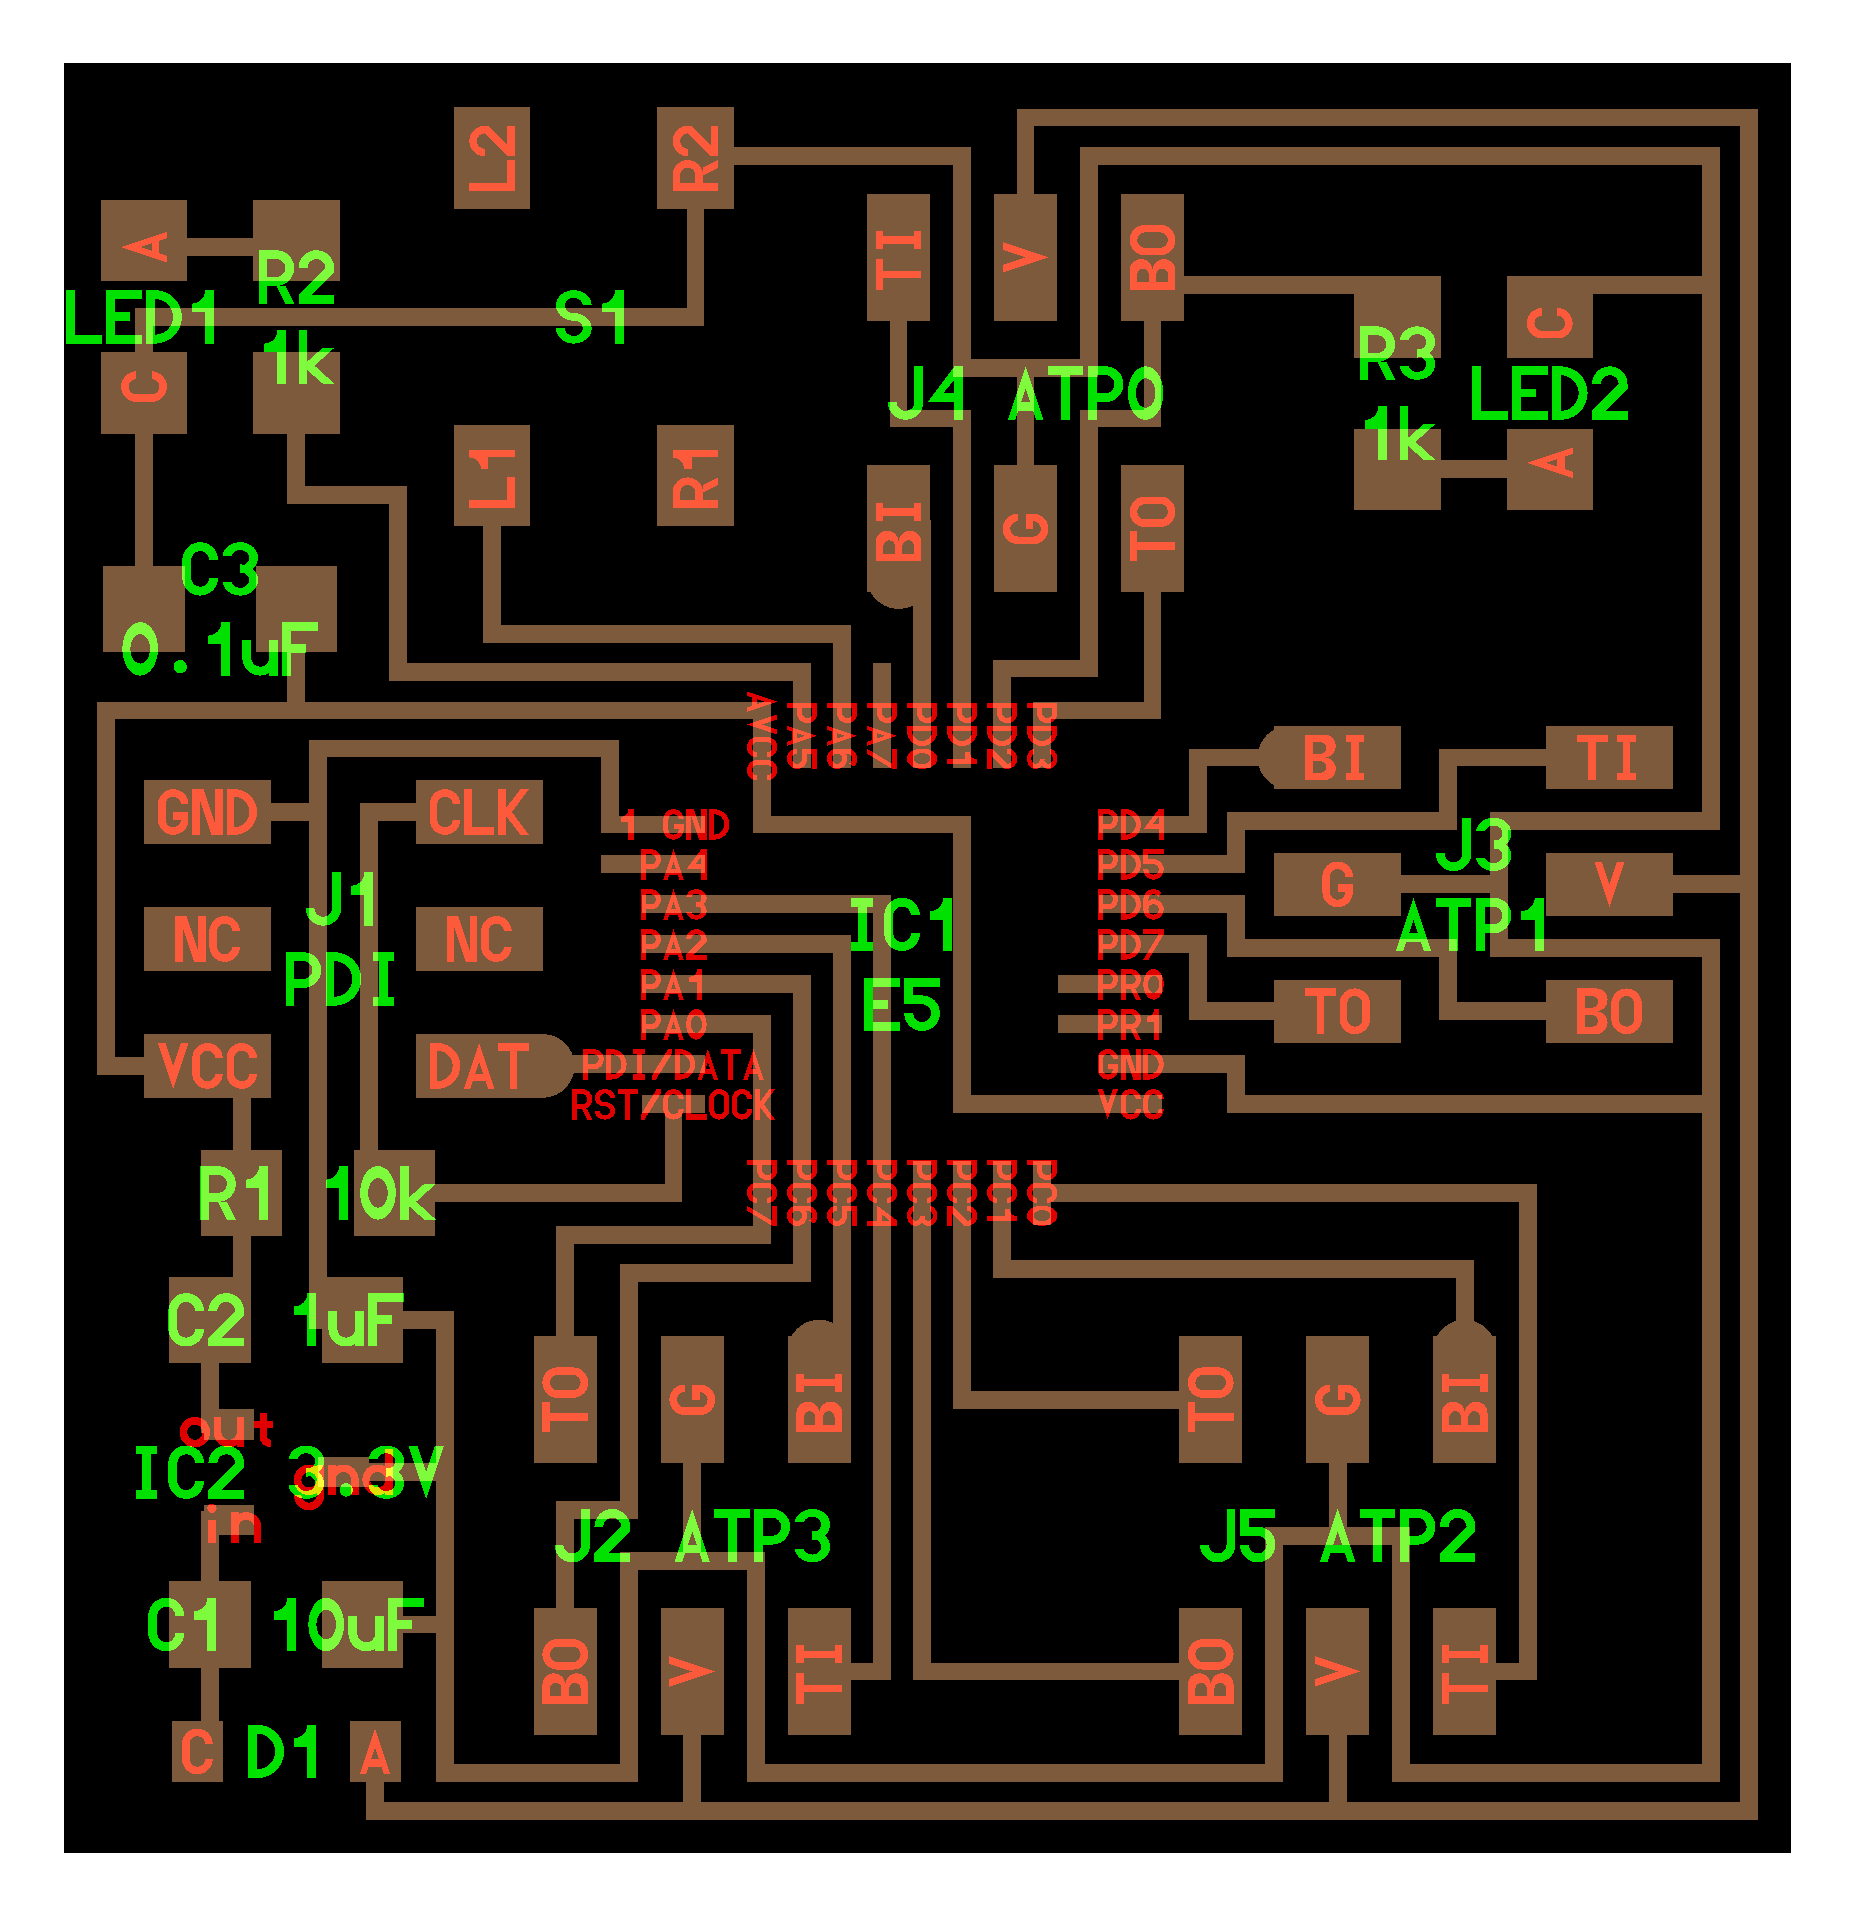 L2
R2
A
R2
1k
LED1
C
S1
TI
V
BO
J4 ATP0
C
R3
1k
LED2
A
L1
R1
BI
G
TO
C3
0.1uF
AVCC
PA5
PA6
PA7
PD0
PD1
PD2
PD3
GND
CLK
J1
PDI
NC
NC
VCC
DAT
1 GND
PA4
PA3
PA2
PA1
PA0
PDI/DATA
RST/CLOCK
IC1
E5
PD4
PD5
PD6
PD7
PR0
PR1
GND
VCC
BI
TI
J3
G
V
ATP1
TO
BO
PC7
PC6
PC5
PC4
PC3
PC2
PC1
PC0
R1 10k
C2 1uF
out
IC2 3.3V
gnd
in
C1 10uF
C
D1
A
TO
G
BI
J2 ATP3
BO
V
TI
TO
G
BI
J5 ATP2
BO
V
TI